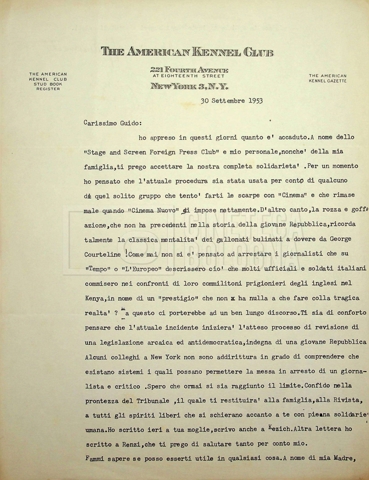 THE AMERICAN KENNEL CLUB
221 FOURTH AVENUE
AT EIGHTEENTH STREET
NEW YORK 3, N.Y.
THE AMERICAN
KENNEL CLUB
STUD BOOK
REGISTER
THE AMERICAN
KENNEL GAZETTE
30 Settembre 1953
Carissimo Guido:
ho appreso in questi giorni quanto e' accaduto.A nome dello
"Stage and Screen Foreign Press Club" e mio personale,nonche' della mia
famiglia,ti prego accettare la nostra completa solidarieta' .Per un momento
ho pensato che l'attuale procedura sia stata usata per conto di qualcuno
di quel solito gruppo che tento' farti le scarpe con "Cinema" e che rimase
male quando "Cinema Nuovo" si impose nettamente.D'altro canto,la rozza e goffa
azione,che non ha precedenti nella storia della giovane Repubblica,ricorda
talmente la classica mentalita' dei gallonati bulinati a dovere da George
Courteline !Come mai non si e' pensato ad arrestare i giornalisti che su
"Tempo" o "L'Europeo" descrissero cio' che molti ufficiali e soldati italiani
commisero nei confronti di loro commilitoni prigionieri degli inglesi nel
Kenya,in nome di un "prestigio" che non x ha nulla a che fare colla tragica
realta' ? ma questo ci porterebbe ad un ben lungo discorso.Ti sia di conforto
pensare che l'attuale incidente iniziera' l'atteso processo di revisione di
una legislazione arcaica ed antidemocratica,indegna di una giovane Repubblica
Alcuni colleghi a New York non sono addirittura in grado di comprendere che
esistano sistemi i quali possano permettere la messa in arresto di un giorna-
lista e critico .Spero che ormai si sia raggiunto il limite.Confido nella
prontezza del Tribunale ,il quale ti restituira' alla famiglia,alla Rivista,
a tutti gli spiriti liberi che si schierano accanto a te con piena solidarie
umana.Ho scritto ieri a tua moglie,scrivo anche a Kezich.Altra lettera ho
scritto a Renzi,che ti prego di salutare tanto per conto mio.
Fammi sapere se posso esserti utile in qualsiasi cosa.A nome di mia Madre,